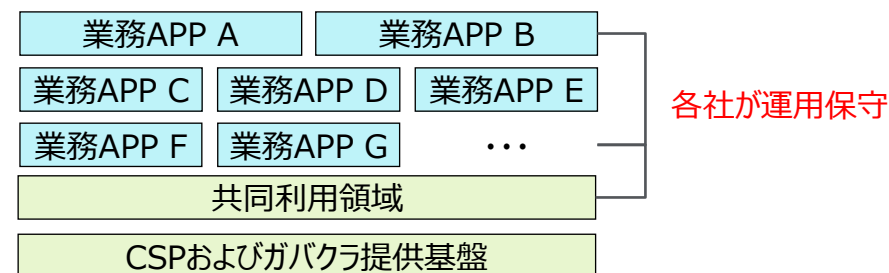 業務APP A
業務APP B
業務APP C
業務APP D
業務APP E
各社が運用保守
業務APP F
業務APP G
・・・
共同利用領域
CSPおよびガバクラ提供基盤